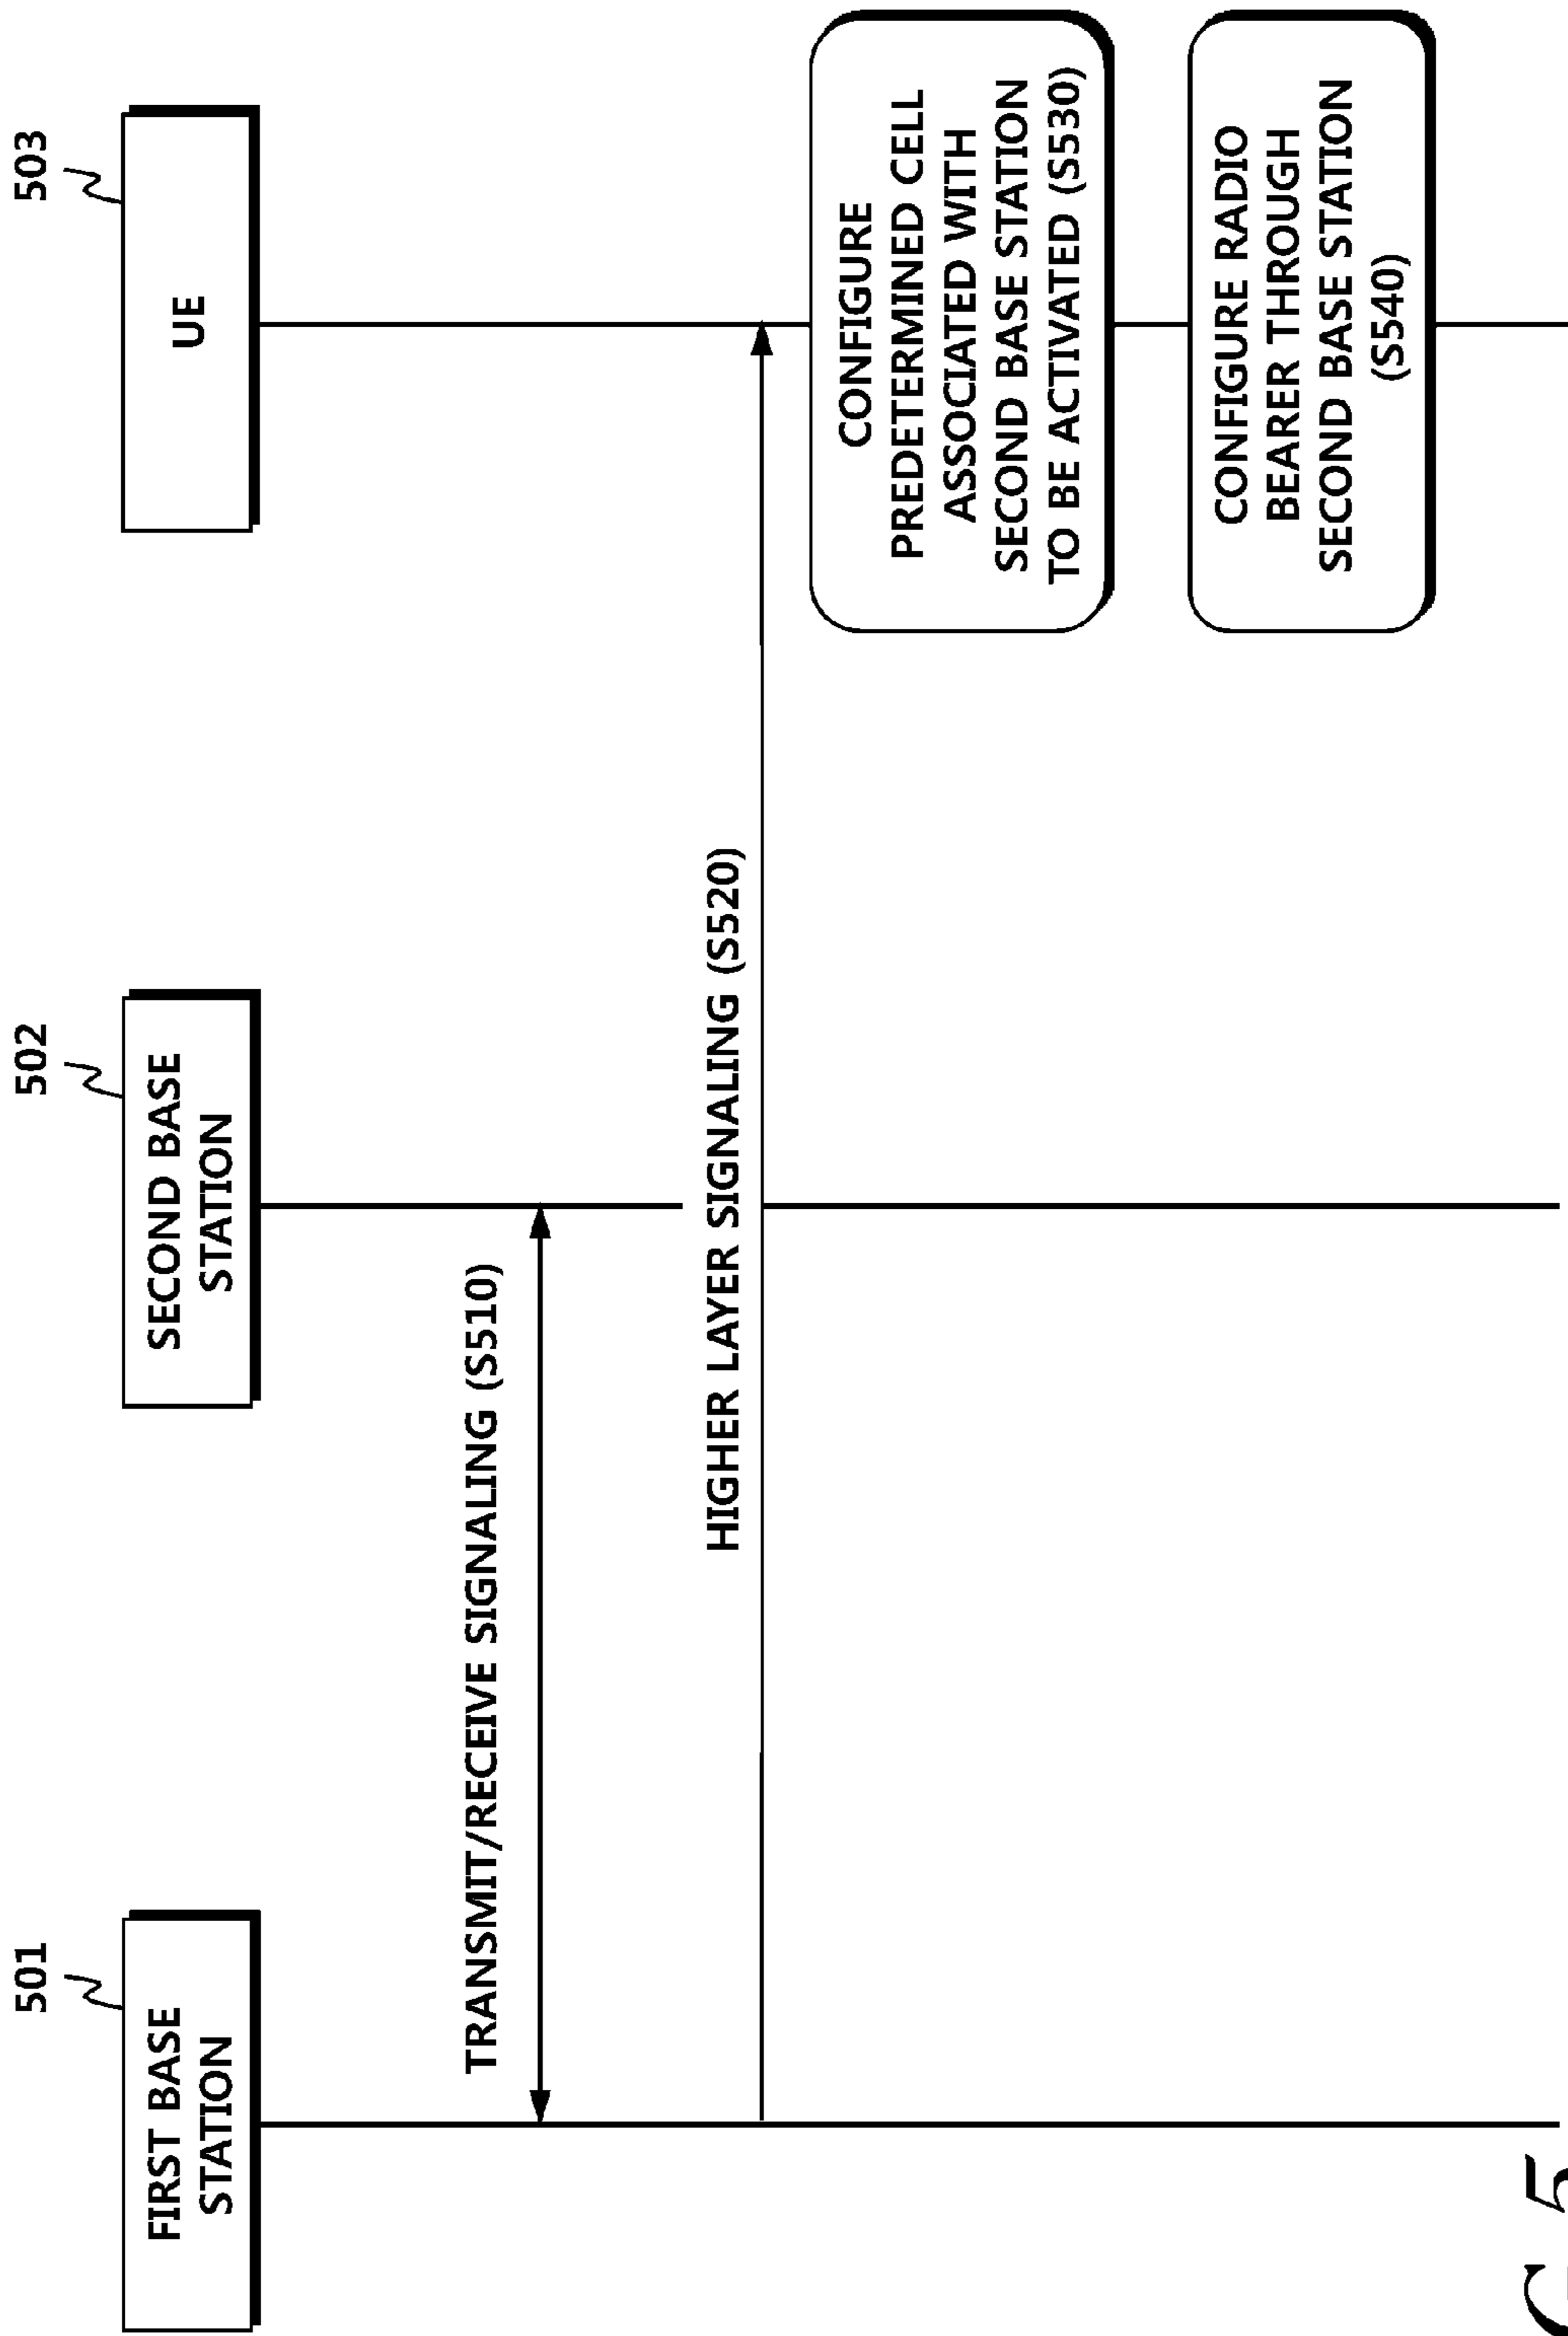 501
502
503
FIRST BASE
STATION
SECOND BASE
STATION
UE
TRANSMIT/RECEIVE SIGNALING (S510)
HIGHER LAYER SIGNALING (S520)
CONFIGURE
PREDETERMINED CELL
ASSOCIATED WITH
SECOND BASE STATION
TO BE ACTIVATED (S530)
CONFIGURE RADIO
BEARER THROUGH
SECOND BASE STATION
(S540)